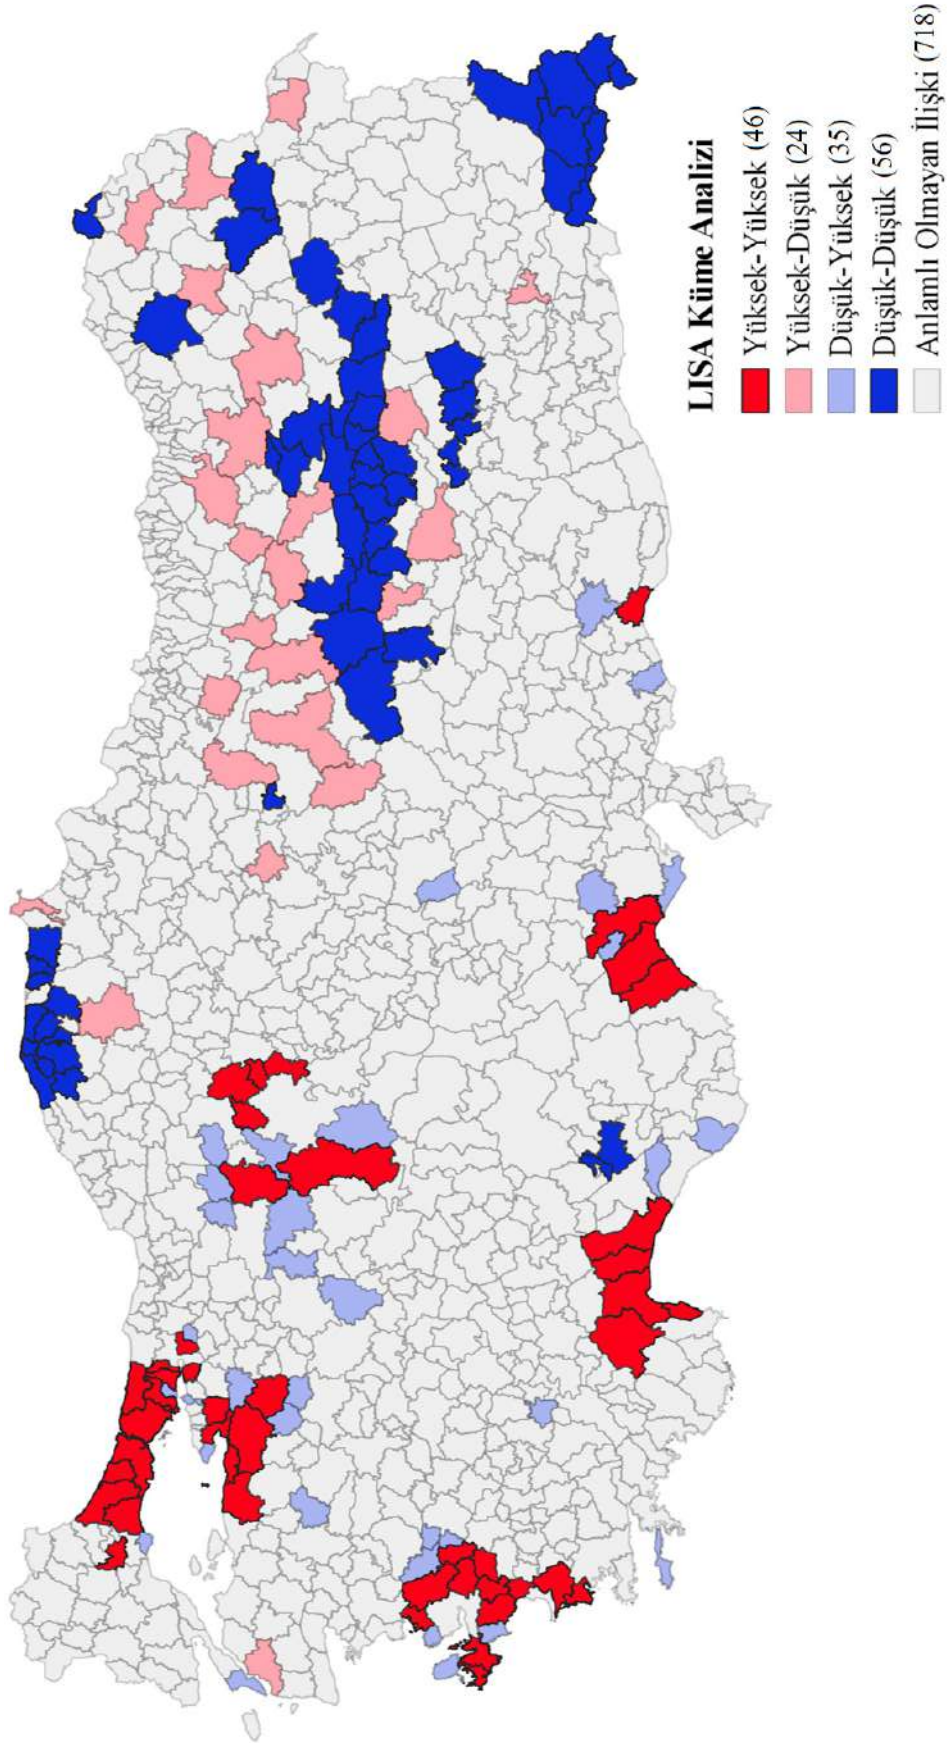 LISA Küme Analizi
Yüksek-Yüksek (46)
Yüksek-Düşük (24)
Düşük-Yüksek (35)
Düşük-Düşük (56)
Anlamlı Olmayan İlişki (718)